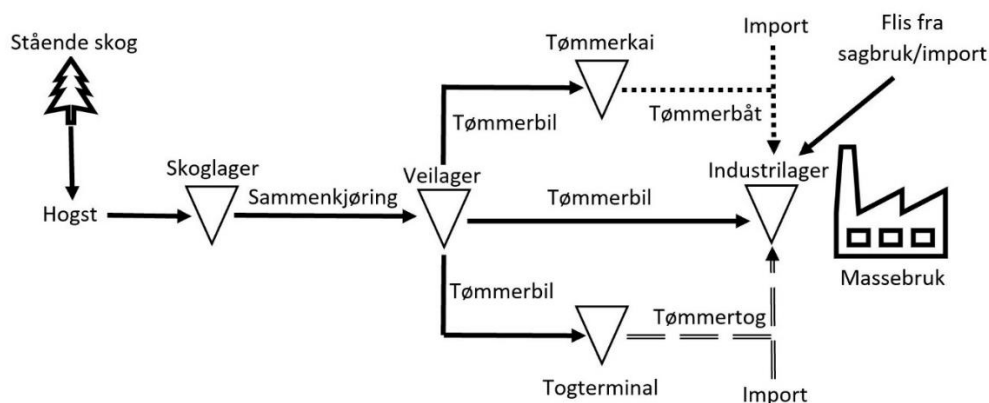 Stående skog
Tømmerkai
Import
Flis fra
sagbruk/import
Tømmerbil
Tømmerbåt
Skoglager
Veilager
Industrilager
Hogst
Sammenkjøring
Tømmerbil
Massebruk
Tømmerbil
Tømmertog
Togterminal
Import